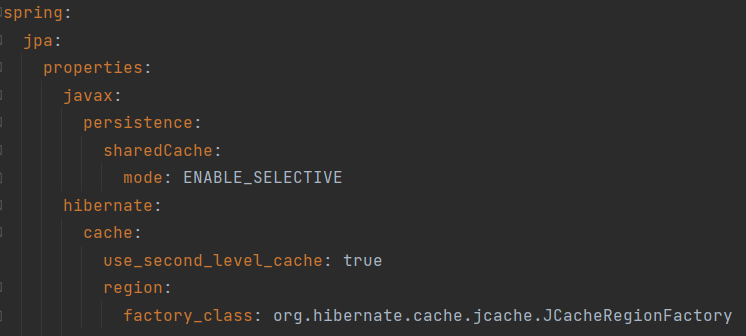 spring:
  jpa:
    properties:
      javax:
        persistence:
          sharedCache:
            mode: ENABLE_SELECTIVE
      hibernate:
        cache:
          use_second_level_cache: true
          region:
            factory_class: org.hibernate.cache.jcache.JCacheRegionFactory